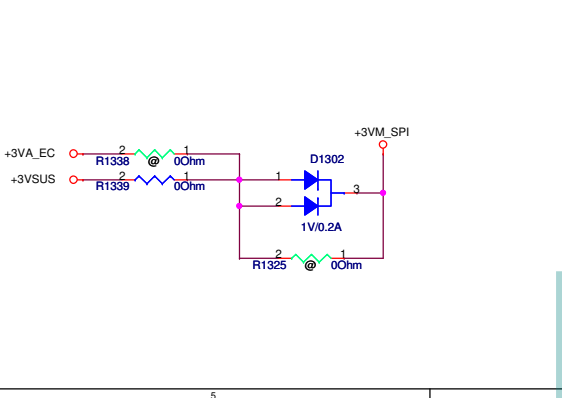 +3VM_SPI
+3VA_EC 2 1
R1338 @ 0Ohm
D1302
+3VSUS 2 1
R1339 0Ohm
1
3
2
1V/0.2A
2 1
R1325 @ 0Ohm
5